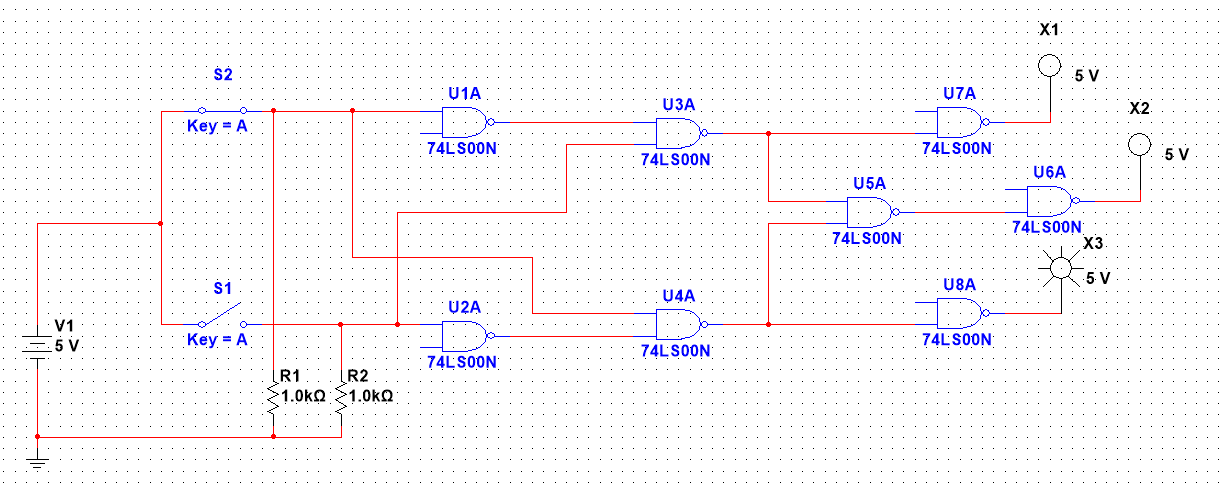 X1
5 V
S2
Key = A
U1A
74LS00N
U3A
74LS00N
U7A
74LS00N
X2
5 V
U5A
74LS00N
U6A
74LS00N
X3
5 V
S1
Key = A
V1
5 V
U2A
74LS00N
U4A
74LS00N
U8A
74LS00N
R1
1.0kΩ
R2
1.0kΩ